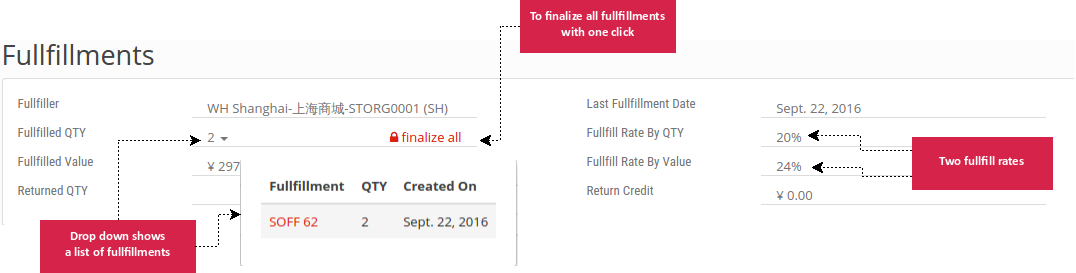 To finalize all fullfillments
with one click
Fullfillments
Fullfiller
WH Shanghai-上海商城-STORG0001 (SH)
Last Fullfillment Date
Sept. 22, 2016
Fullfilled QTY
2
finalize all
Fullfill Rate By QTY
20%
Fullfilled Value
¥ 297
Fullfill Rate By Value
24%
Two fullfill rates
Returned QTY
Return Credit
¥ 0.00
Fullfillment QTY Created On
SOFF 62 2 Sept. 22, 2016
Drop down shows
a list of fullfillments